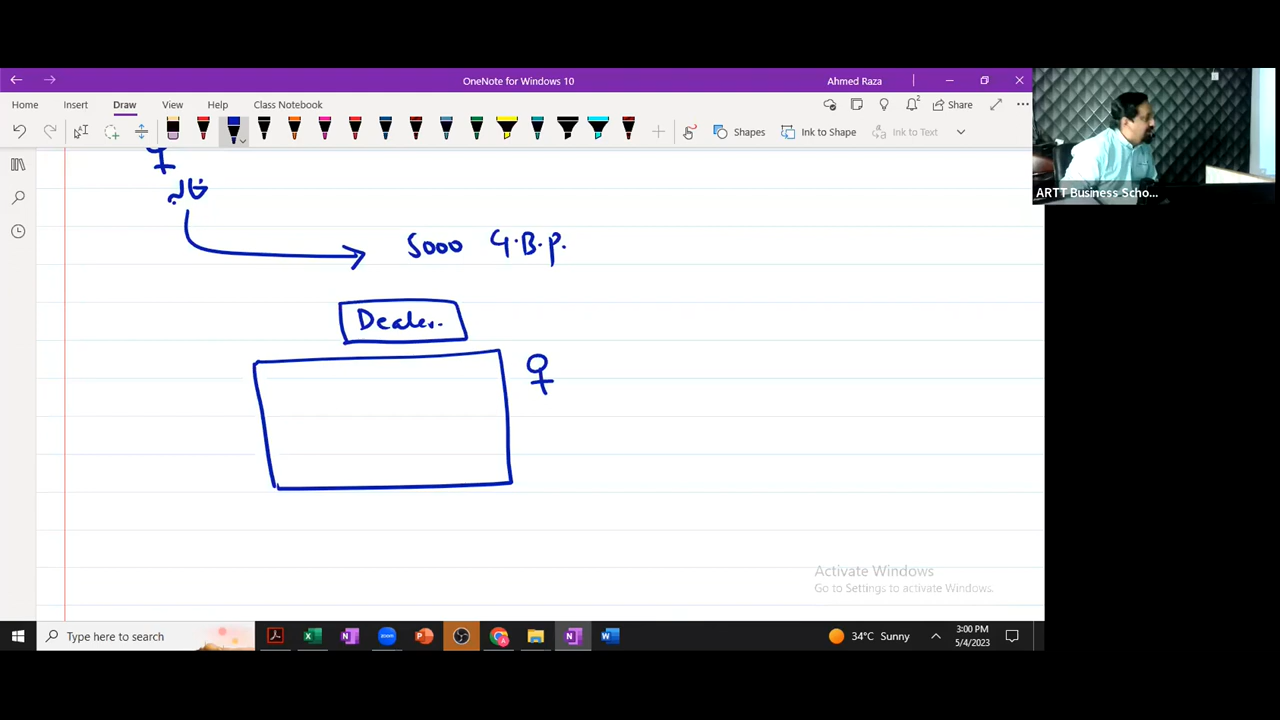 OneNote for Windows 10
Ahmed Raza
Home Insert Draw View Help Class Notebook
2
Share
Shapes
Ink to Shape
Ink to Text
ARTT Business Scho...
5000 G.B.p.
Dealer.
Activate Windows
Go to Settings to activate Windows.
Type here to search
34°C Sunny
3:00 PM
5/4/2023